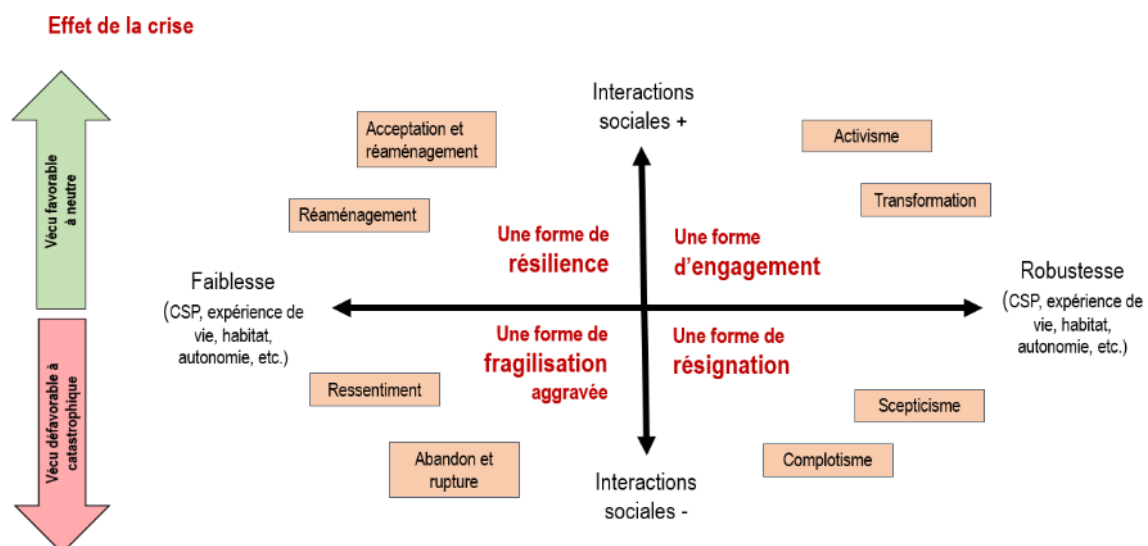 Effet de la crise
Vécu favorable
à neutre
Vécu défavorable à
catastrophique
Interactions
sociales +
Acceptation et
réaménagement
Activisme
Réaménagement
Transformation
Une forme de
résilience
Une forme
d'engagement
Faiblesse
(CSP, expérience de
vie, habitat,
autonomie, etc.)
Robustesse
(CSP, expérience de
vie, habitat,
autonomie, etc.)
Une forme de
fragilisation
aggravée
Une forme de
résignation
Ressentiment
Scepticisme
Abandon et
rupture
Complotisme
Interactions
sociales -